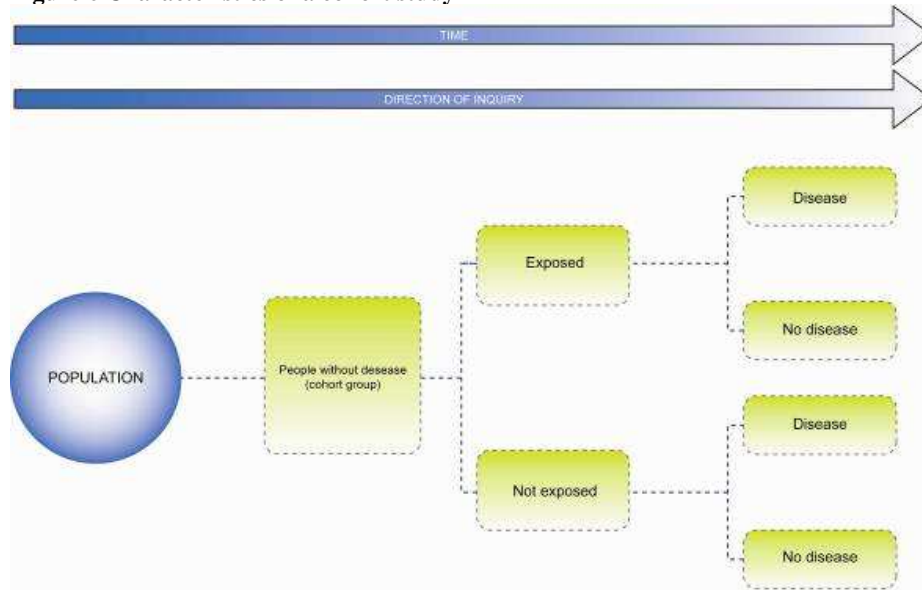 TIME
DIRECTION OF INQUIRY
Disease
Exposed
No disease
POPULATION
People without desease
(cohort group)
Disease
Not exposed
No disease